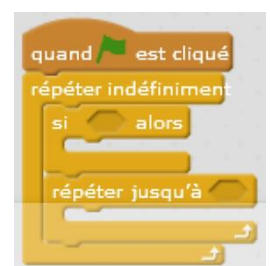 quand est cliqué
répéter indéfiniment
si alors
répéter jusqu'à